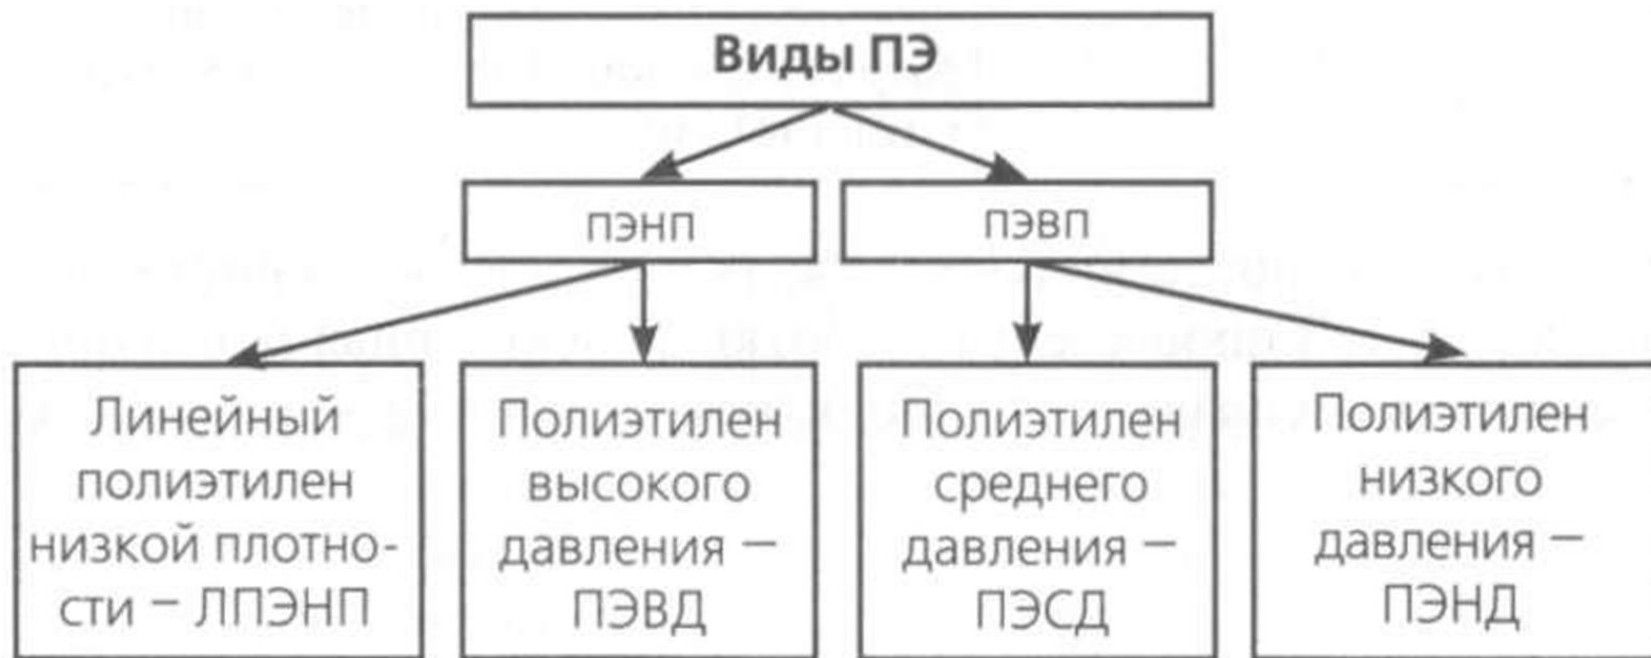 Виды ПЭ
ПЭНП
ПЭВП
Линейный
полиэтилен
низкой плотно-
сти – ЛПЭНП
Полиэтилен
высокого
давления –
ПЭВД
Полиэтилен
среднего
давления –
ПЭСД
Полиэтилен
низкого
давления –
ПЭНД